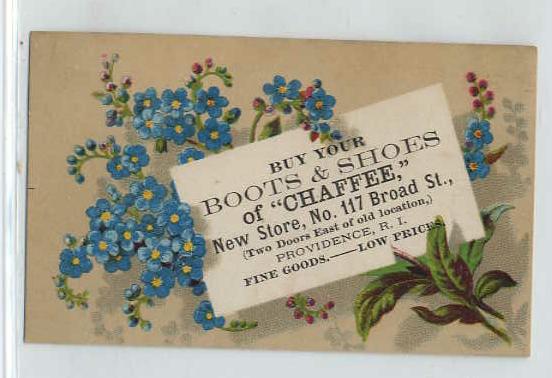 BUY YOUR
BOOTS & SHOES
of "CHAFFEE,"
New Store, No. 117 Broad St.,
(Two Doors East of old location,)
PROVIDENCE, R. I.
FINE GOODS.—LOW PRICES.